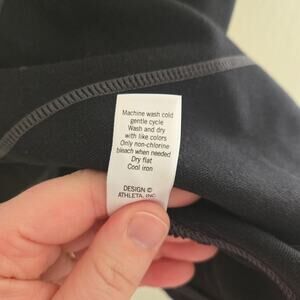 Machine wash cold
gentle cycle
Wash and dry
with like colors
Only non-chlorine
bleach when needed
Dry flat
Cool iron
DESIGN ©
ATHLETA, INC.